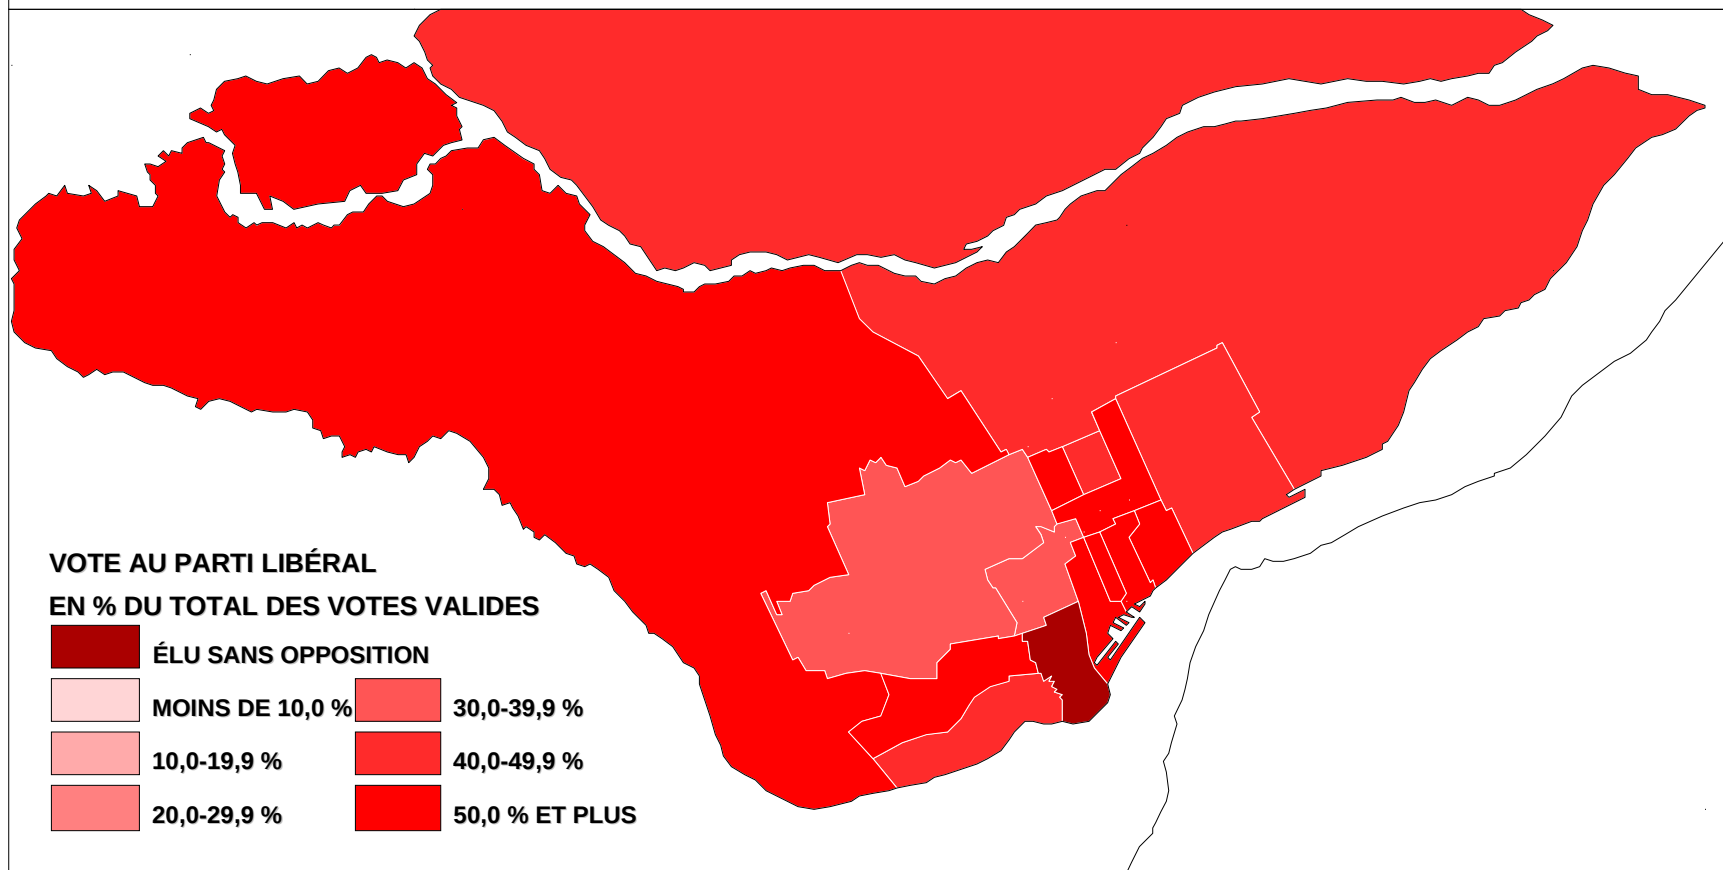 VOTE AU PARTI LIBÉRAL
EN % DU TOTAL DES VOTES VALIDES
ÉLU SANS OPPOSITION
MOINS DE 10,0 %
10,0-19,9 %
20,0-29,9 %
30,0-39,9 %
40,0-49,9 %
50,0 % ET PLUS